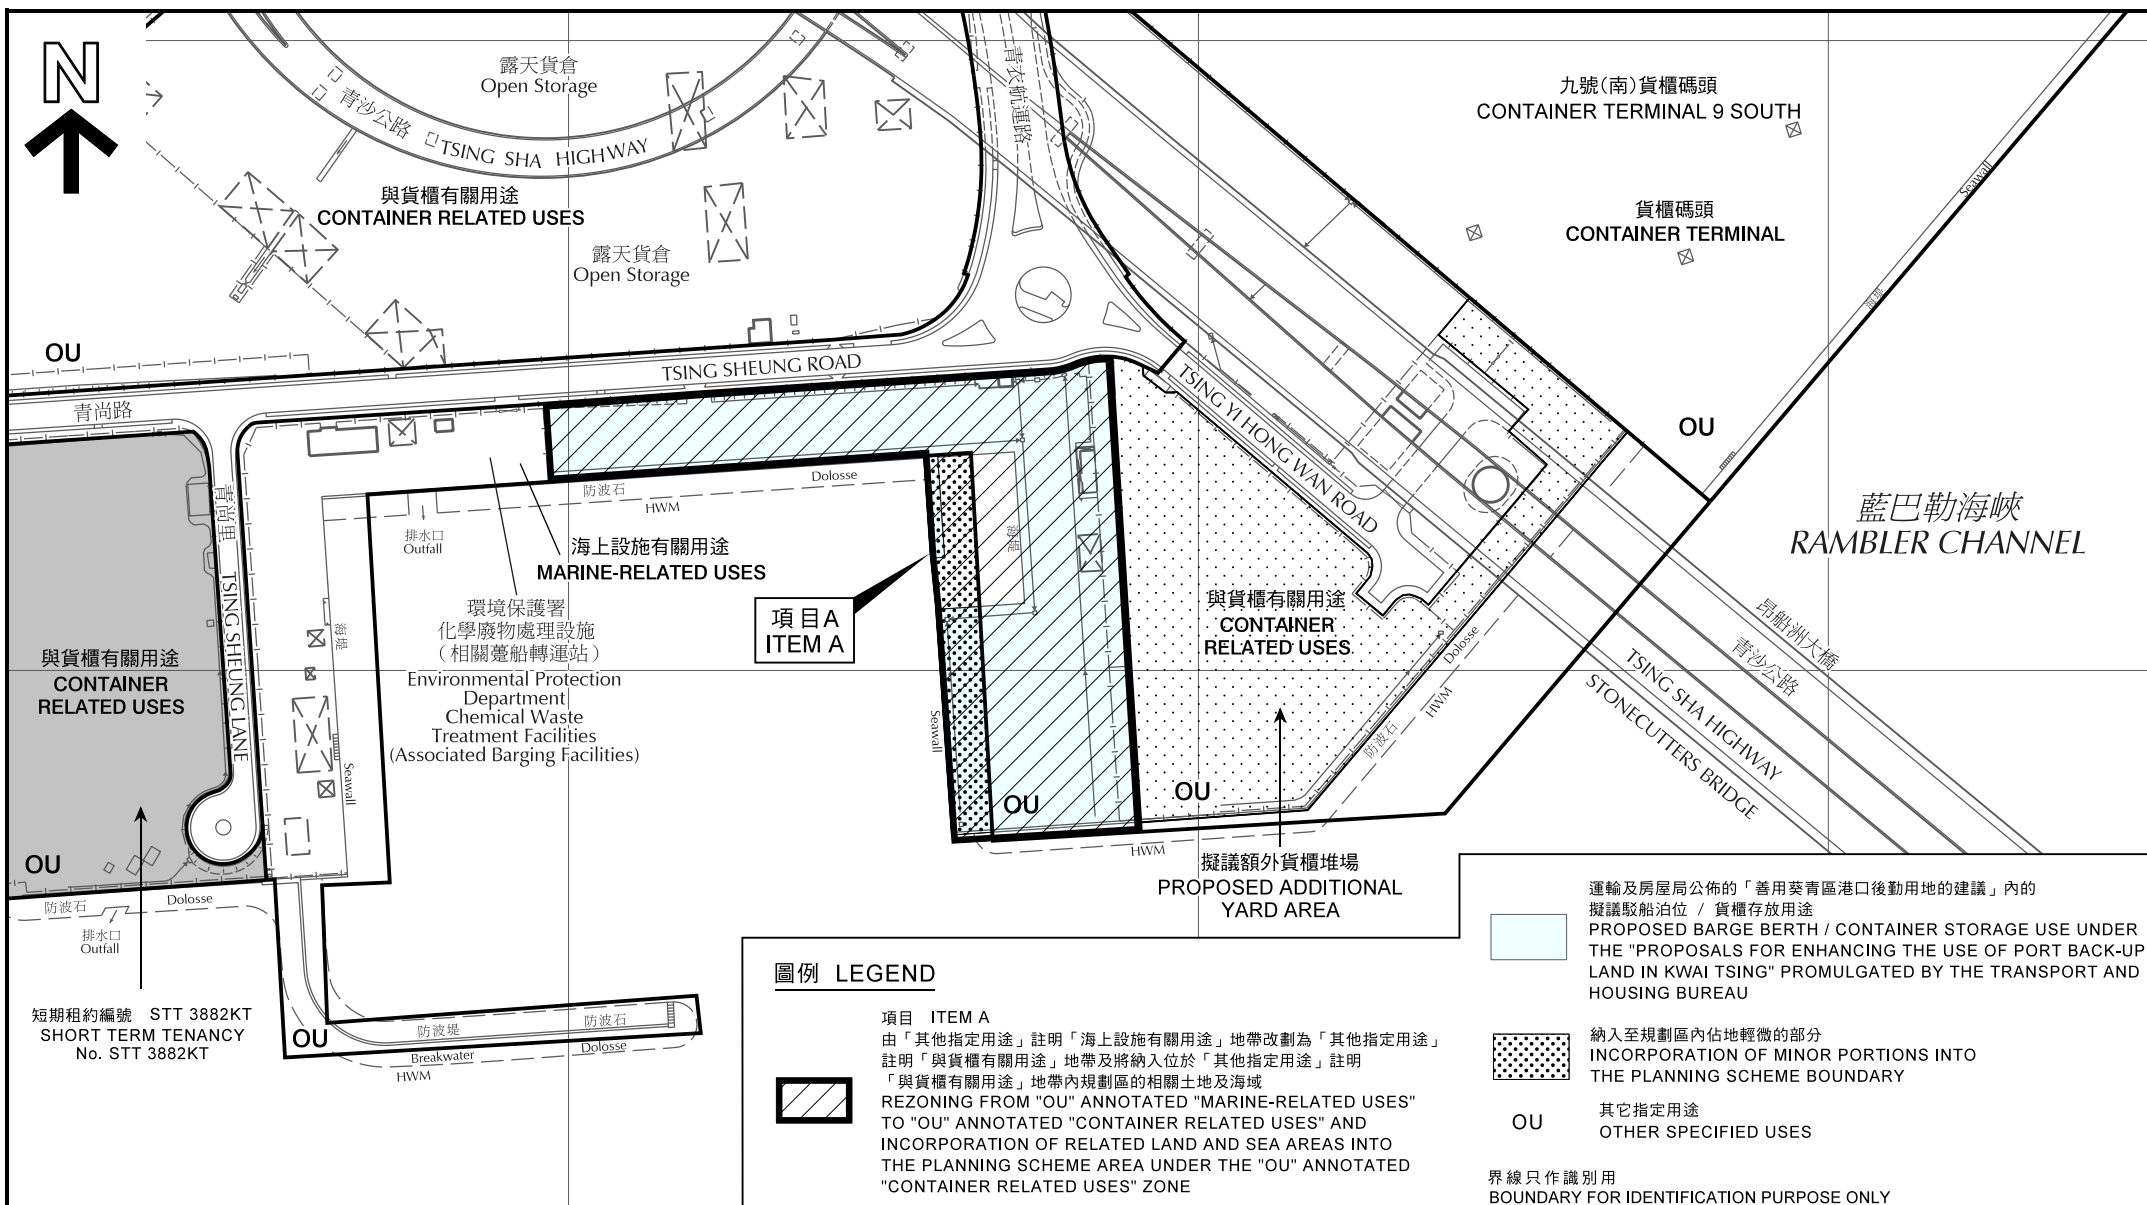 N
露天貨倉
Open Storage
青沙公路
TSING SHA HIGHWAY
與貨櫃有關用途
CONTAINER RELATED USES
露天貨倉
Open Storage
青衣航運路
九號(南)貨櫃碼頭
CONTAINER TERMINAL 9 SOUTH
貨櫃碼頭
CONTAINER TERMINAL
Seawall
海堤
OU
TSING SHEUNG ROAD
青尚路
TSING YI HONG WAN ROAD
OU
藍巴勒海峽
RAMBLER CHANNEL
青尚里
TSING SHEUNG LANE
防波石
Dolosse
HWM
排水口
Outfall
海上設施有關用途
MARINE-RELATED USES
海堤
環境保護署
化學廢物處理設施
（相關躉船轉運站）
Environmental Protection
Department
Chemical Waste
Treatment Facilities
(Associated Barging Facilities)
海堤
Seawall
項目A
ITEM A
Seawall
與貨櫃有關用途
CONTAINER
RELATED USES
與貨櫃有關用途
CONTAINER
RELATED USES
Dolosse
防波石
HWM
昂船洲大橋
青沙公路
TSING SHA HIGHWAY
STONECUTTERS BRIDGE
OU
OU
OU
HWM
擬議額外貨櫃堆場
PROPOSED ADDITIONAL
YARD AREA
防波石
Dolosse
排水口
Outfall
短期租約編號 STT 3882KT
SHORT TERM TENANCY
No. STT 3882KT
OU
防波堤
防波石
Breakwater
Dolosse
HWM
圖例 LEGEND
項目 ITEM A
由「其他指定用途」註明「海上設施有關用途」地帶改劃為「其他指定用途」
註明「與貨櫃有關用途」地帶及將納入位於「其他指定用途」註明
「與貨櫃有關用途」地帶內規劃區的相關土地及海域
REZONING FROM "OU" ANNOTATED "MARINE-RELATED USES"
TO "OU" ANNOTATED "CONTAINER RELATED USES" AND
INCORPORATION OF RELATED LAND AND SEA AREAS INTO
THE PLANNING SCHEME AREA UNDER THE "OU" ANNOTATED
"CONTAINER RELATED USES" ZONE
運輸及房屋局公佈的「善用葵青區港口後勤用地的建議」內的
擬議駁船泊位 / 貨櫃存放用途
PROPOSED BARGE BERTH / CONTAINER STORAGE USE UNDER
THE "PROPOSALS FOR ENHANCING THE USE OF PORT BACK-UP
LAND IN KWAI TSING" PROMULGATED BY THE TRANSPORT AND
HOUSING BUREAU
納入至規劃區內佔地輕微的部分
INCORPORATION OF MINOR PORTIONS INTO
THE PLANNING SCHEME BOUNDARY
OU
其它指定用途
OTHER SPECIFIED USES
界線只作識別用
BOUNDARY FOR IDENTIFICATION PURPOSE ONLY